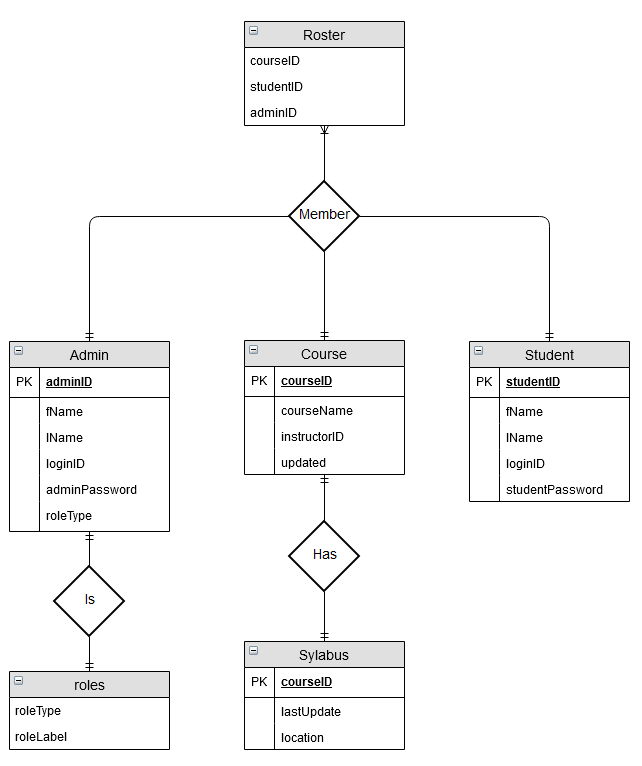 Roster
courseID
studentID
adminID
Member
Admin
PK adminID
fName
lName
loginID
adminPassword
roleType
Course
PK courseID
courseName
instructorID
updated
Student
PK studentID
fName
lName
loginID
studentPassword
Is
Has
roles
roleType
roleLabel
Sylabus
PK courseID
lastUpdate
location